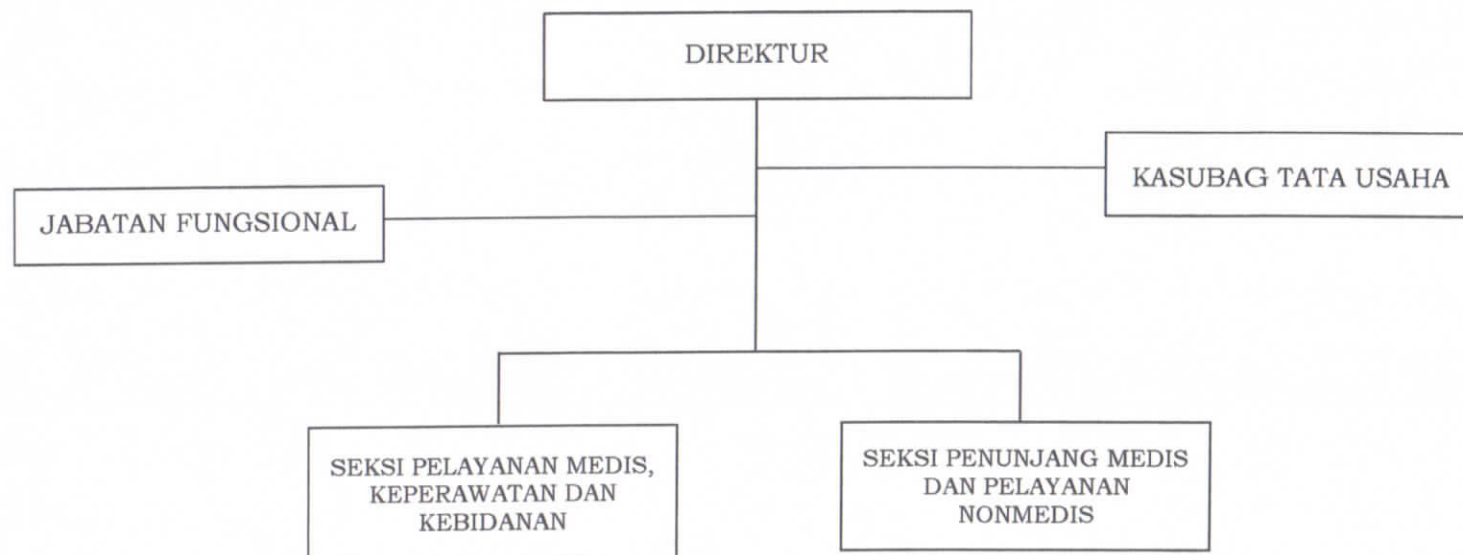 DIREKTUR
KASUBAG TATA USAHA
JABATAN FUNGSIONAL
SEKSI PELAYANAN MEDIS,
KEPERAWATAN DAN
KEBIDANAN
SEKSI PENUNJANG MEDIS
DAN PELAYANAN
NONMEDIS